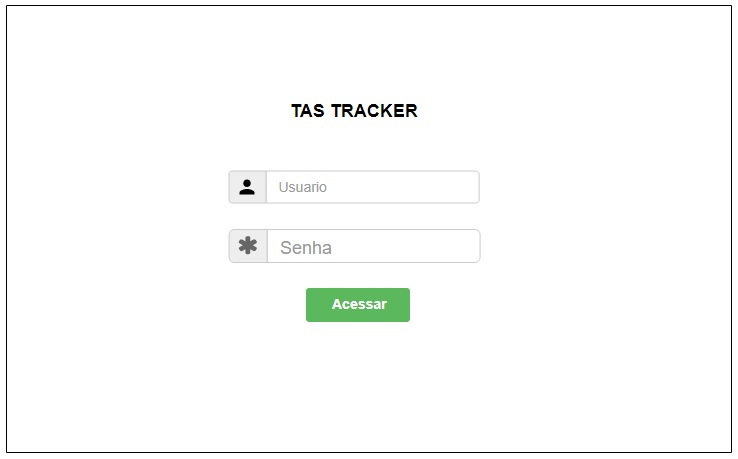 TAS TRACKER
Usuario
Senha
Acessar